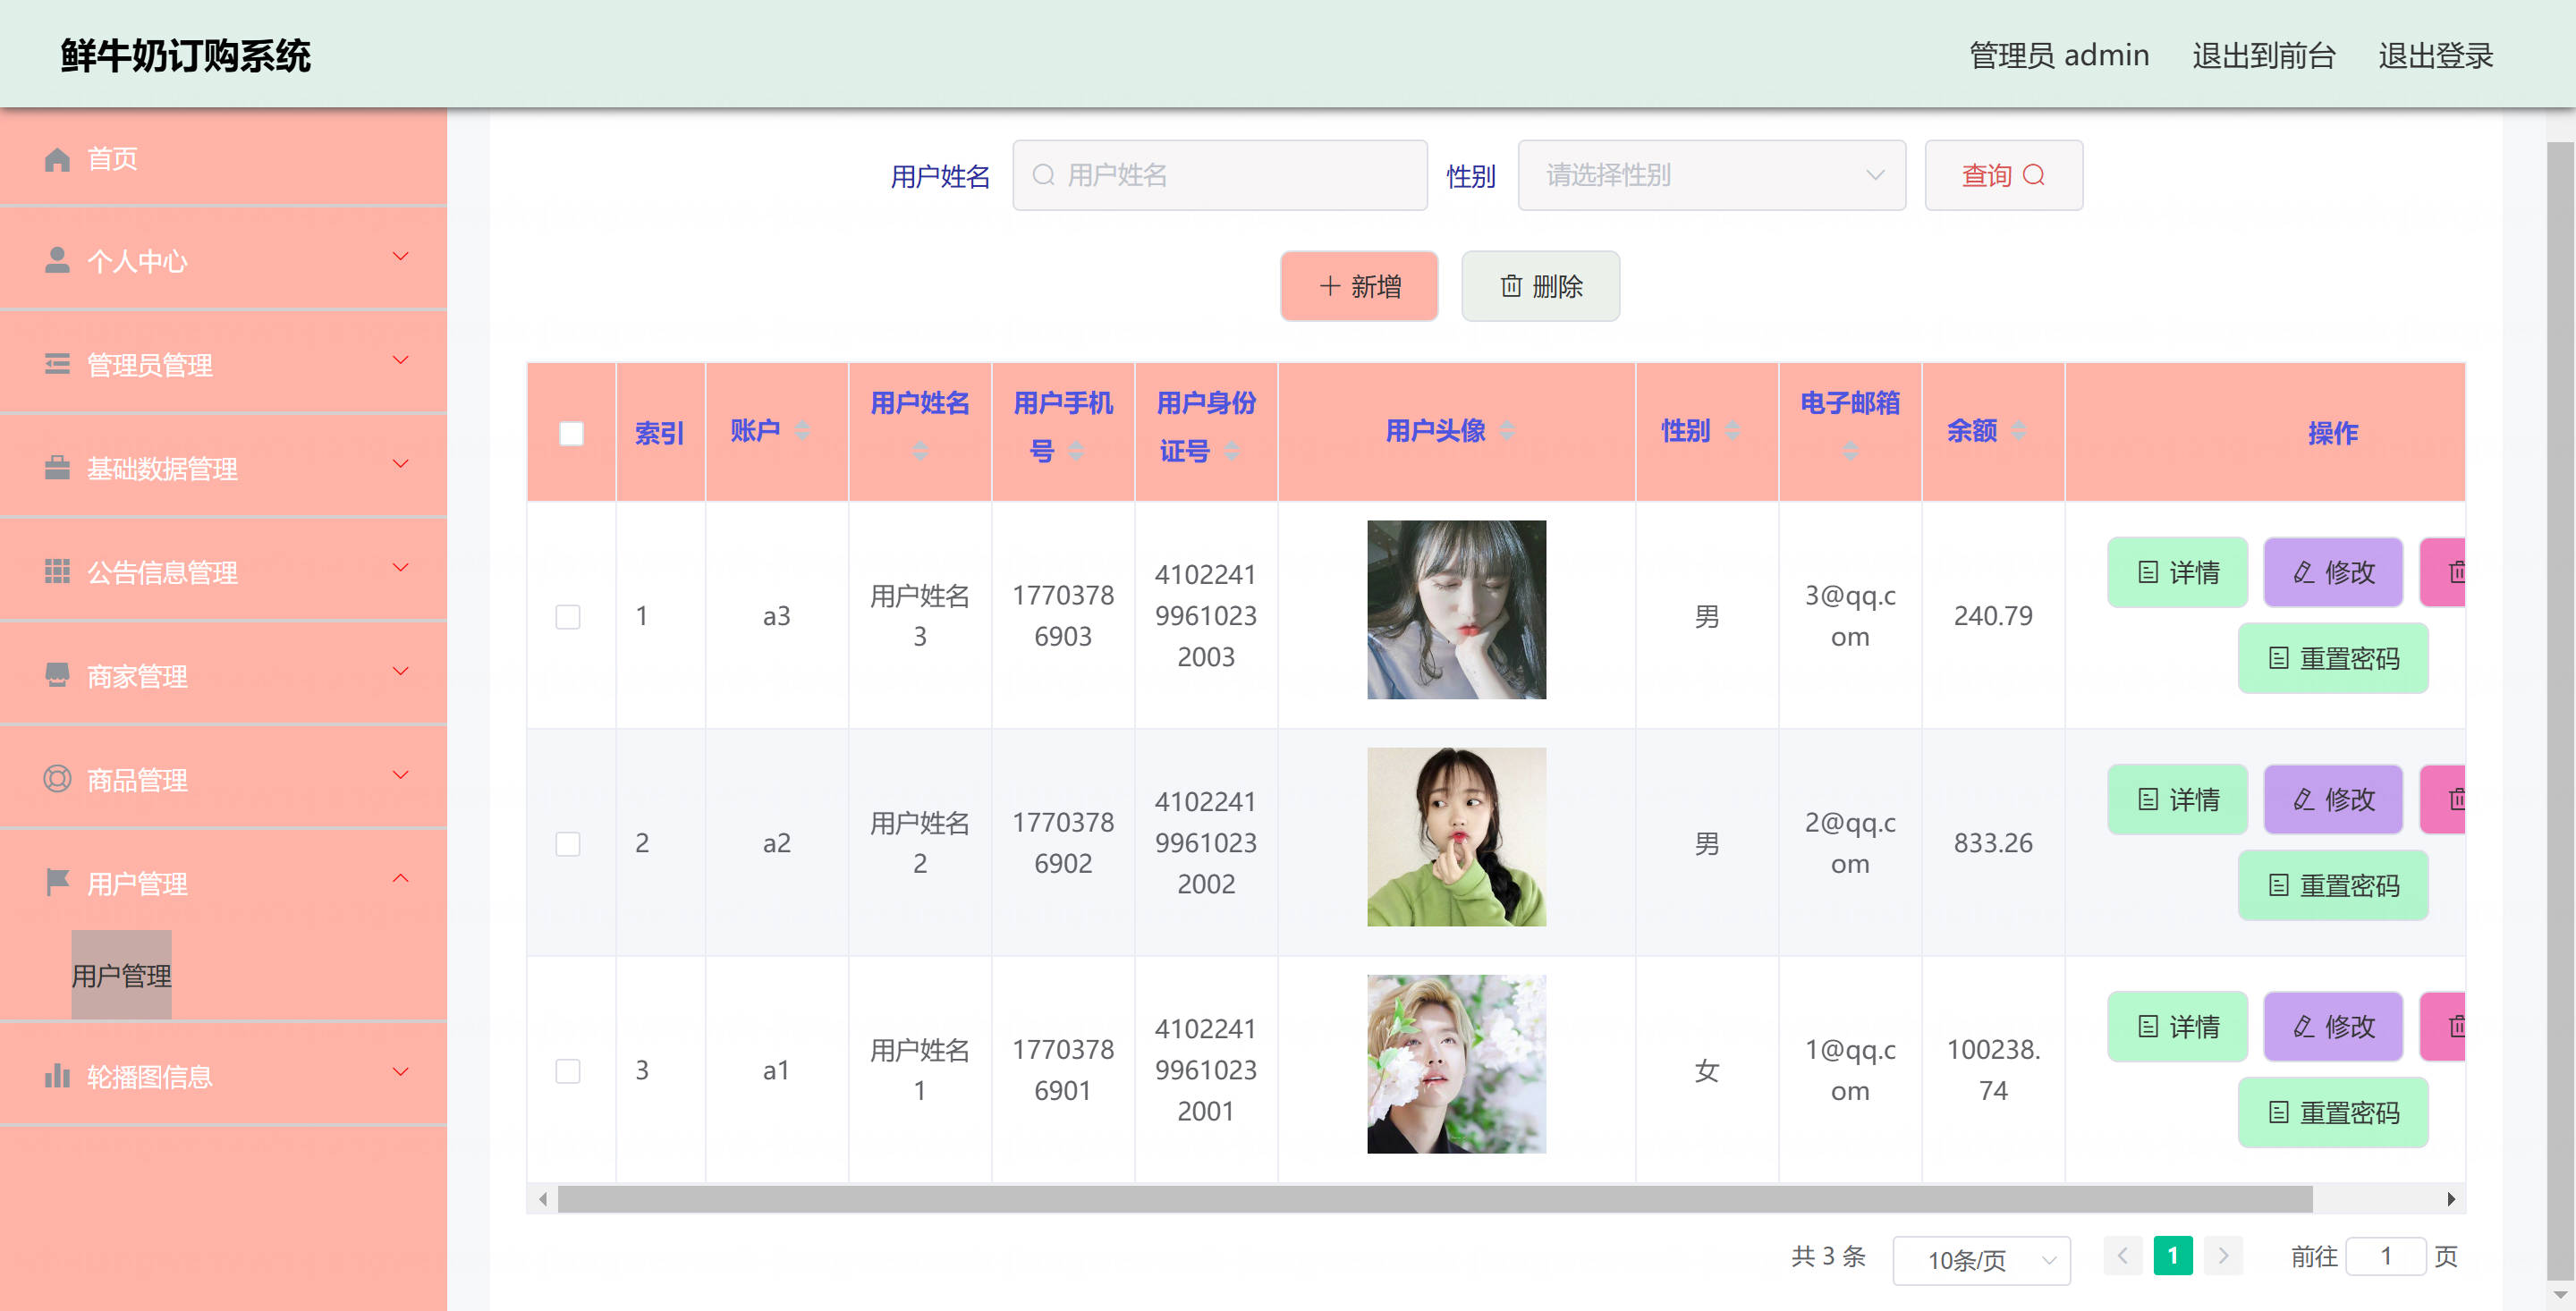 鲜牛奶订购系统
管理员 admin 退出到前台 退出登录
首页
个人中心
管理员管理
基础数据管理
公告信息管理
商家管理
商品管理
用户管理
用户管理
轮播图信息
用户姓名 用户姓名 性别 请选择性别 查询
新增 删除
索引 账户 用户姓名 用户手机号 用户身份证号 用户头像 性别 电子邮箱 余额 操作
1 a3 用户姓名3 17703786903 410224199610232003 男 3@qq.com 240.79 详情 修改
重置密码
2 a2 用户姓名2 17703786902 410224199610232002 男 2@qq.com 833.26 详情 修改
重置密码
3 a1 用户姓名1 17703786901 410224199610232001 女 1@qq.com 100238.74 详情 修改
重置密码
共 3 条 10条/页 1 前往 1 页